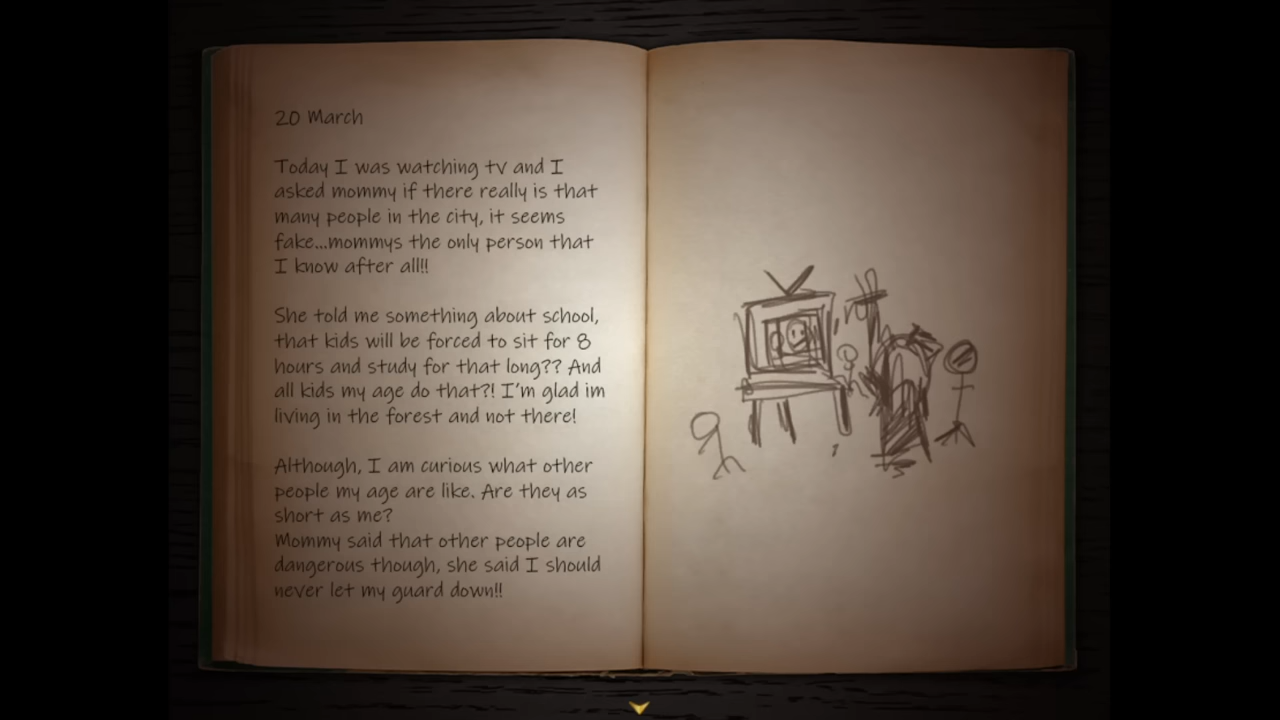 20 March
Today I was watching tv and I
asked mommy if there really is that
many people in the city, it seems
fake...mommys the only person that
I know after all!!
She told me something about school,
that kids will be forced to sit for 8
hours and study for that long?? And
all kids my age do that?! I'm glad im
living in the forest and not there!
Although, I am curious what other
people my age are like. Are they as
short as me?
Mommy said that other people are
dangerous though, she said I should
never let my guard down!!